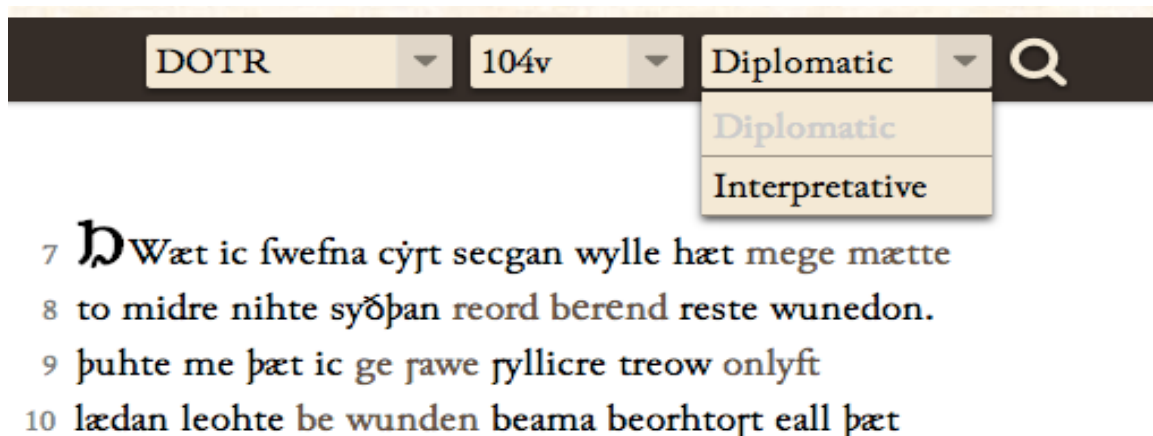 DOTR 104v Diplomatic
Diplomatic
Interpretative
7 HWæt ic ſwefna cẏꞅt secgan wylle hæt mege mætte
8 to midre nihte syðþan reord berend reste wunedon.
9 þuhte me þæt ic ge ꞅawe ꞅyllicre treow onlyft
10 lædan leohte be wunden beama beorhtoꞅt eall þæt